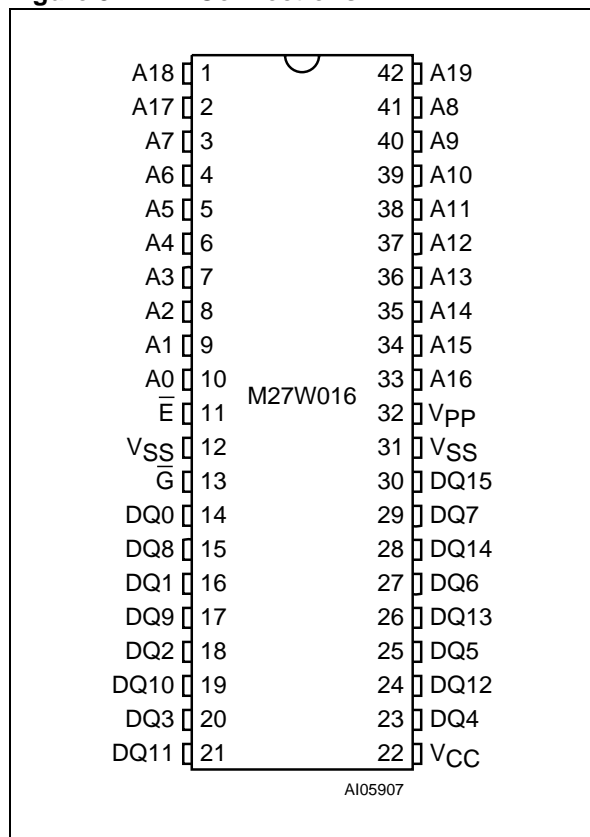 Figure Connections
A18 1 42 A19
A17 2 41 A8
A7 3 40 A9
A6 4 39 A10
A5 5 38 A11
A4 6 37 A12
A3 7 36 A13
A2 8 35 A14
A1 9 34 A15
A0 10 33 A16
M27W016
E̅ 11 32 VPP
VSS 12 31 VSS
G̅ 13 30 DQ15
DQ0 14 29 DQ7
DQ8 15 28 DQ14
DQ1 16 27 DQ6
DQ9 17 26 DQ13
DQ2 18 25 DQ5
DQ10 19 24 DQ12
DQ3 20 23 DQ4
DQ11 21 22 VCC
AI05907